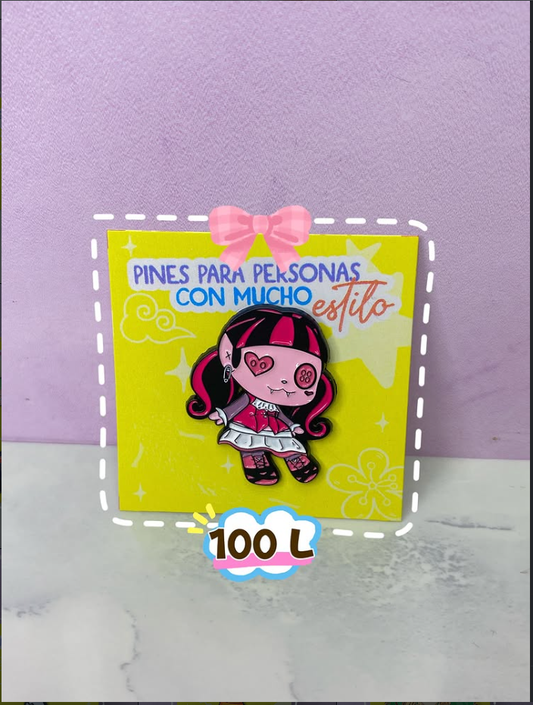 PINES PARA PERSONAS
CON MUCHO estilo
100 L